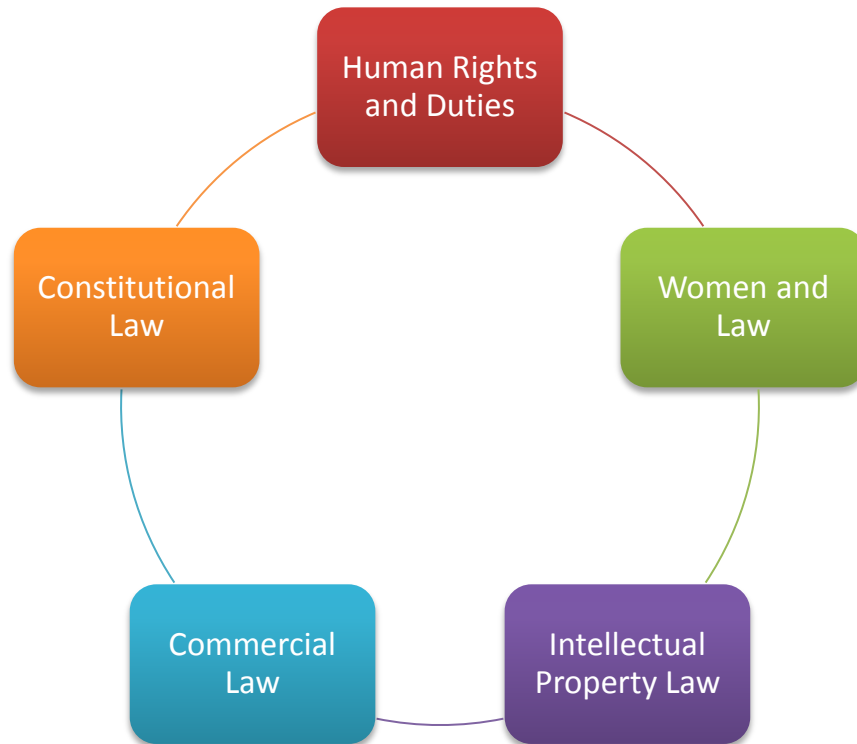 Human Rights
and Duties
Constitutional
Law
Women and
Law
Commercial
Law
Intellectual
Property Law